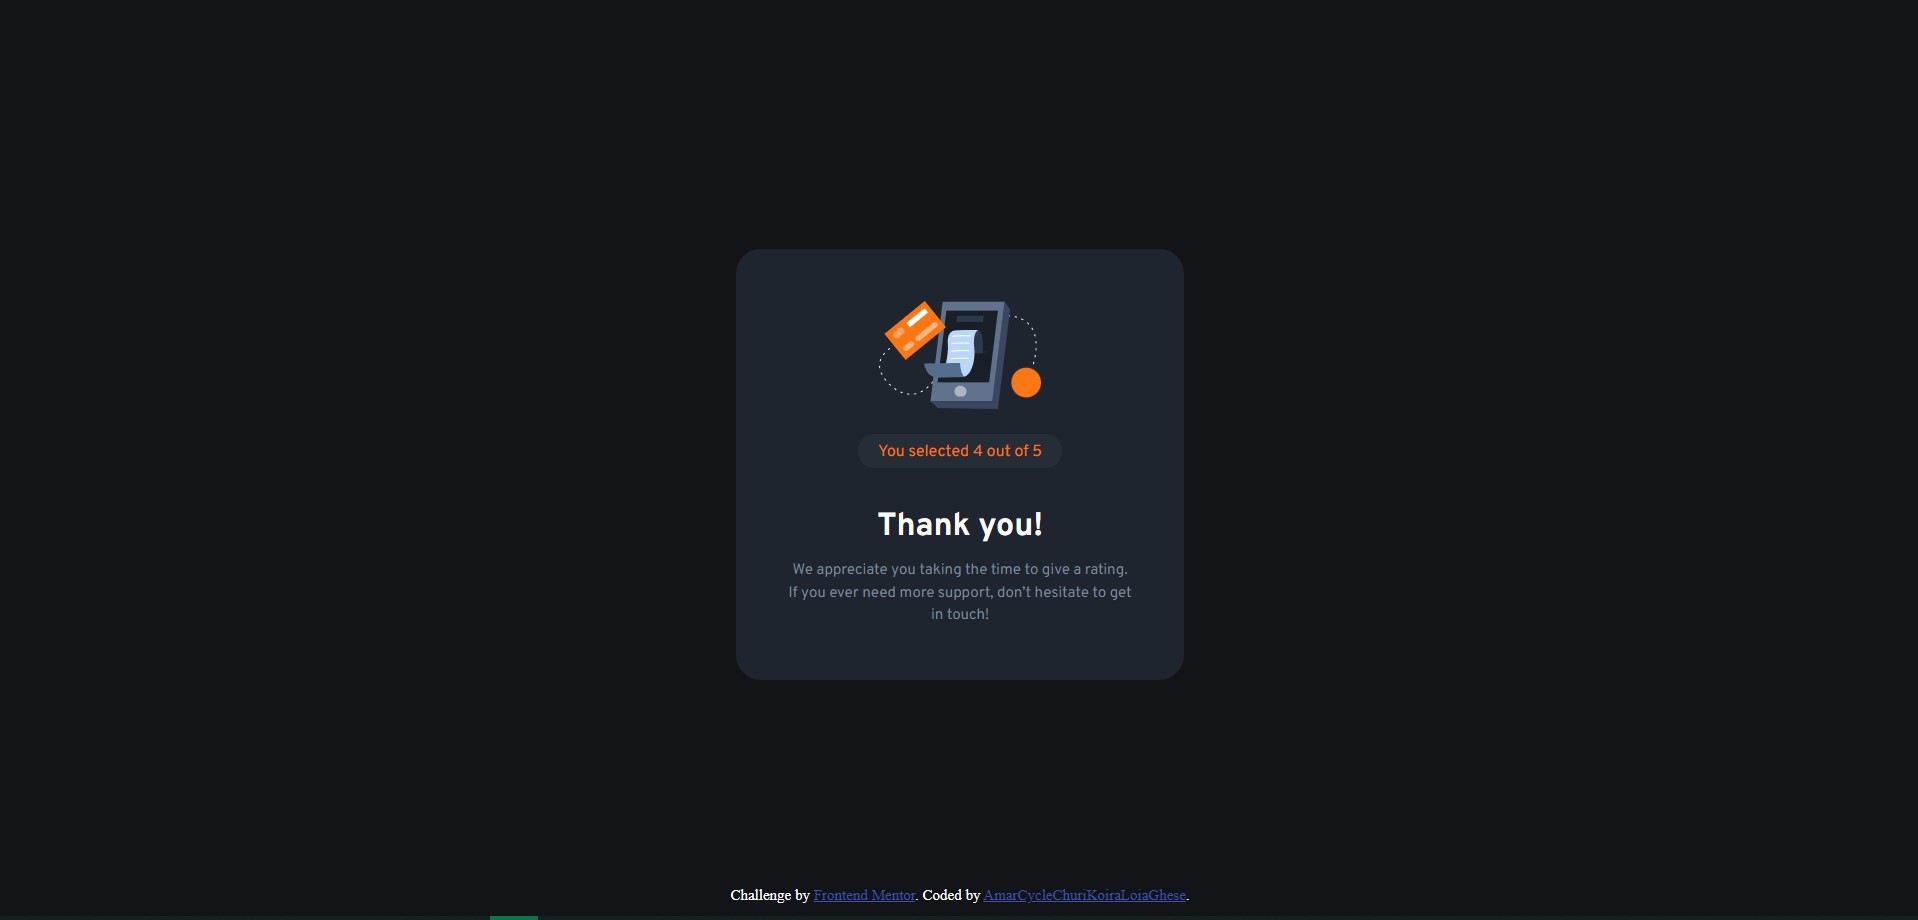 You selected 4 out of 5
Thank you!
We appreciate you taking the time to give a rating.
If you ever need more support, don’t hesitate to get
in touch!
Challenge by Frontend Mentor. Coded by AmarCycleChuriKoiraLoiaGhese.